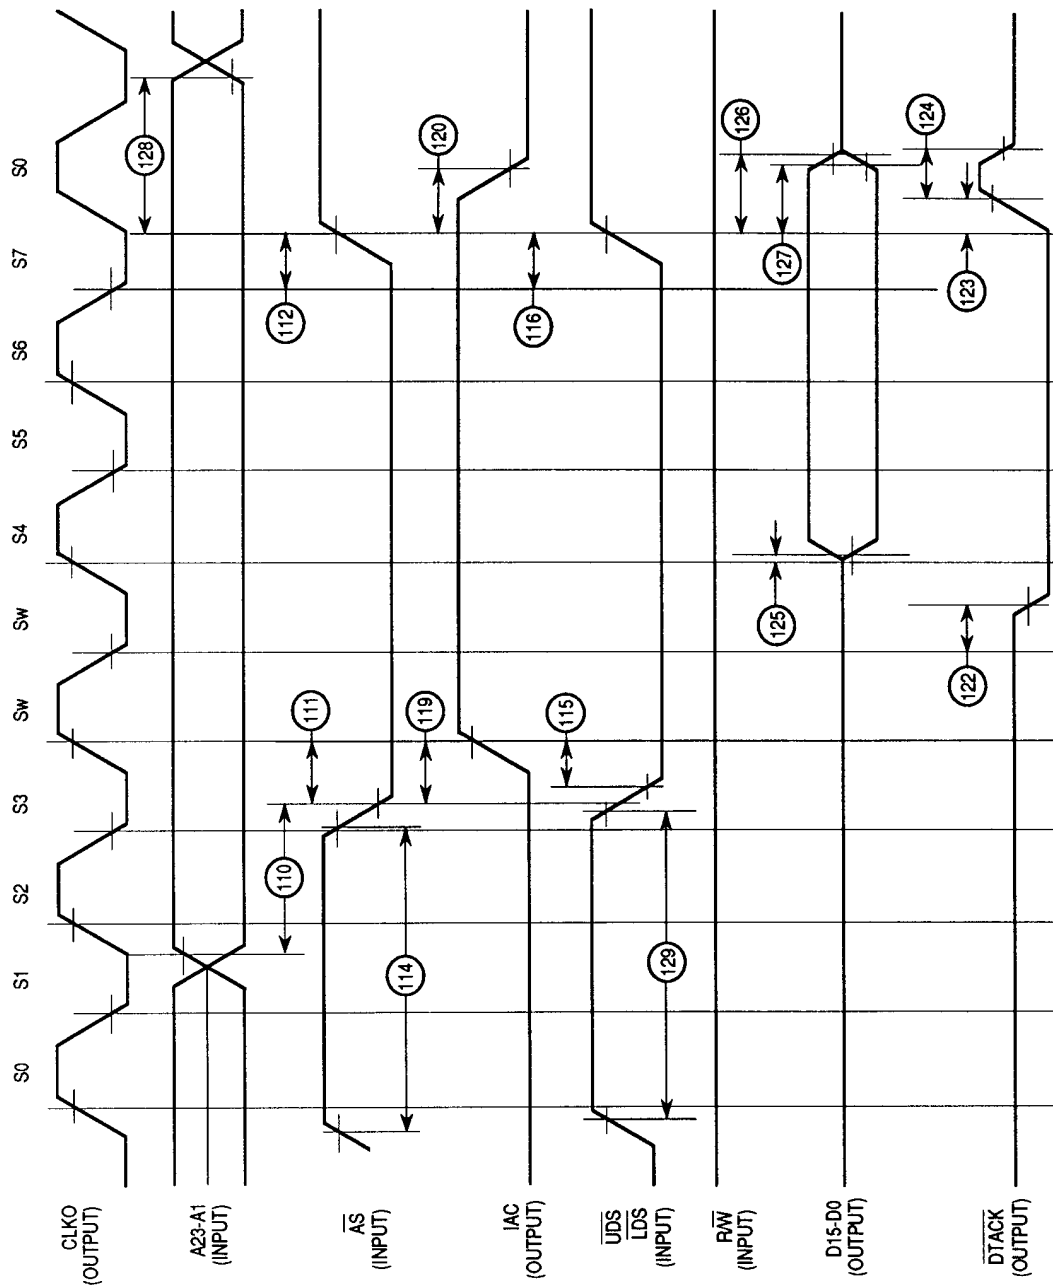 S0
S1
S2
S3
Sw
Sw
S4
S5
S6
S7
S0
CLKO
(OUTPUT)
A23-A1
(INPUT)
128
AS
(INPUT)
114
110
111
112
IAC
(OUTPUT)
119
116
120
UDS
LDS
(INPUT)
129
115
R/W
(INPUT)
D15-D0
(OUTPUT)
125
127
126
DTACK
(OUTPUT)
122
123
124